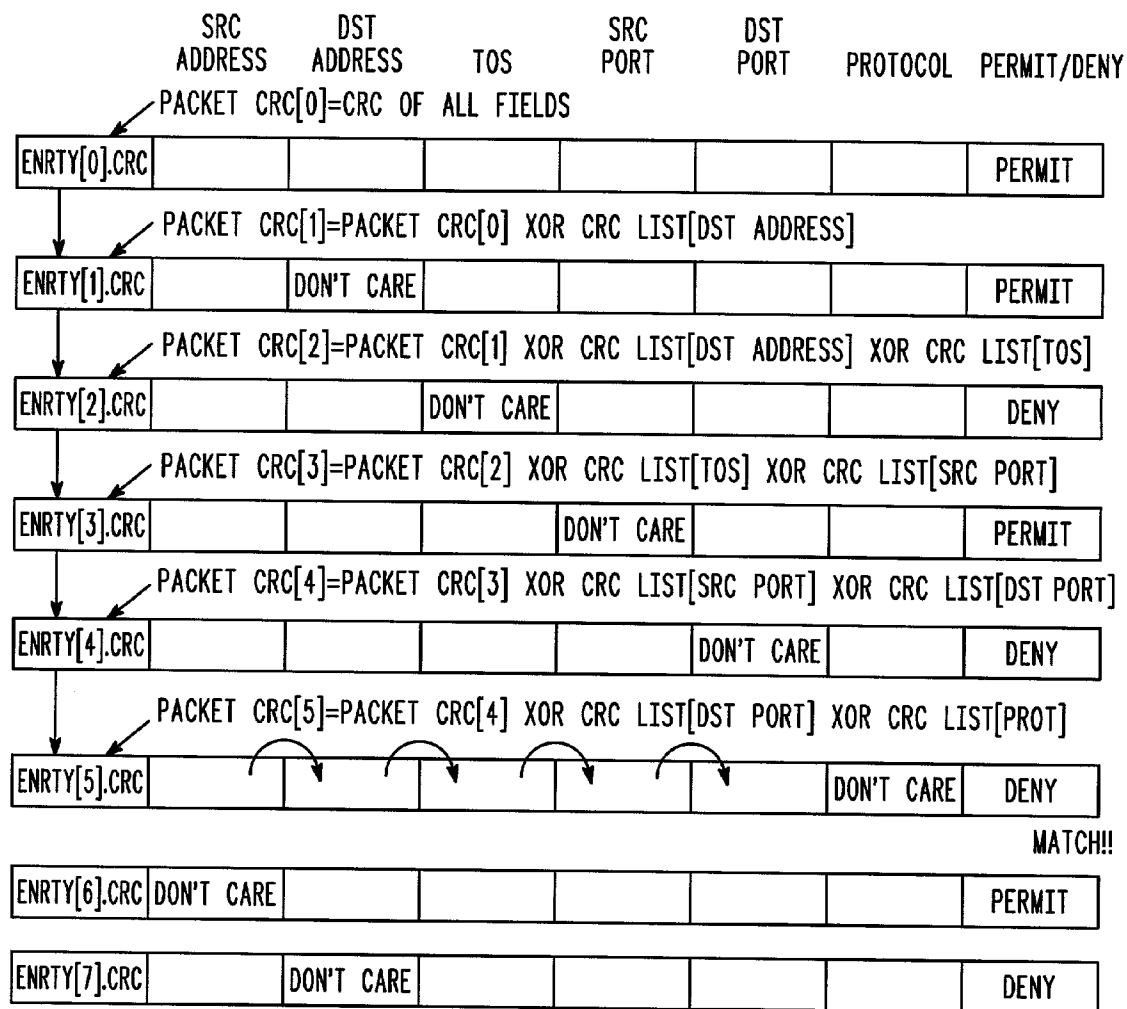 SRC DST SRC DST
ADDRESS ADDRESS TOS PORT PORT PROTOCOL PERMIT/DENY
PACKET CRC[0]=CRC OF ALL FIELDS
ENRTY[0].CRC PERMIT
PACKET CRC[1]=PACKET CRC[0] XOR CRC LIST[DST ADDRESS]
ENRTY[1].CRC DON'T CARE PERMIT
PACKET CRC[2]=PACKET CRC[1] XOR CRC LIST[DST ADDRESS] XOR CRC LIST[TOS]
ENRTY[2].CRC DON'T CARE DENY
PACKET CRC[3]=PACKET CRC[2] XOR CRC LIST[TOS] XOR CRC LIST[SRC PORT]
ENRTY[3].CRC DON'T CARE PERMIT
PACKET CRC[4]=PACKET CRC[3] XOR CRC LIST[SRC PORT] XOR CRC LIST[DST PORT]
ENRTY[4].CRC DON'T CARE DENY
PACKET CRC[5]=PACKET CRC[4] XOR CRC LIST[DST PORT] XOR CRC LIST[PROT]
ENRTY[5].CRC DON'T CARE DENY
MATCH!!
ENRTY[6].CRC DON'T CARE PERMIT
ENRTY[7].CRC DON'T CARE DENY